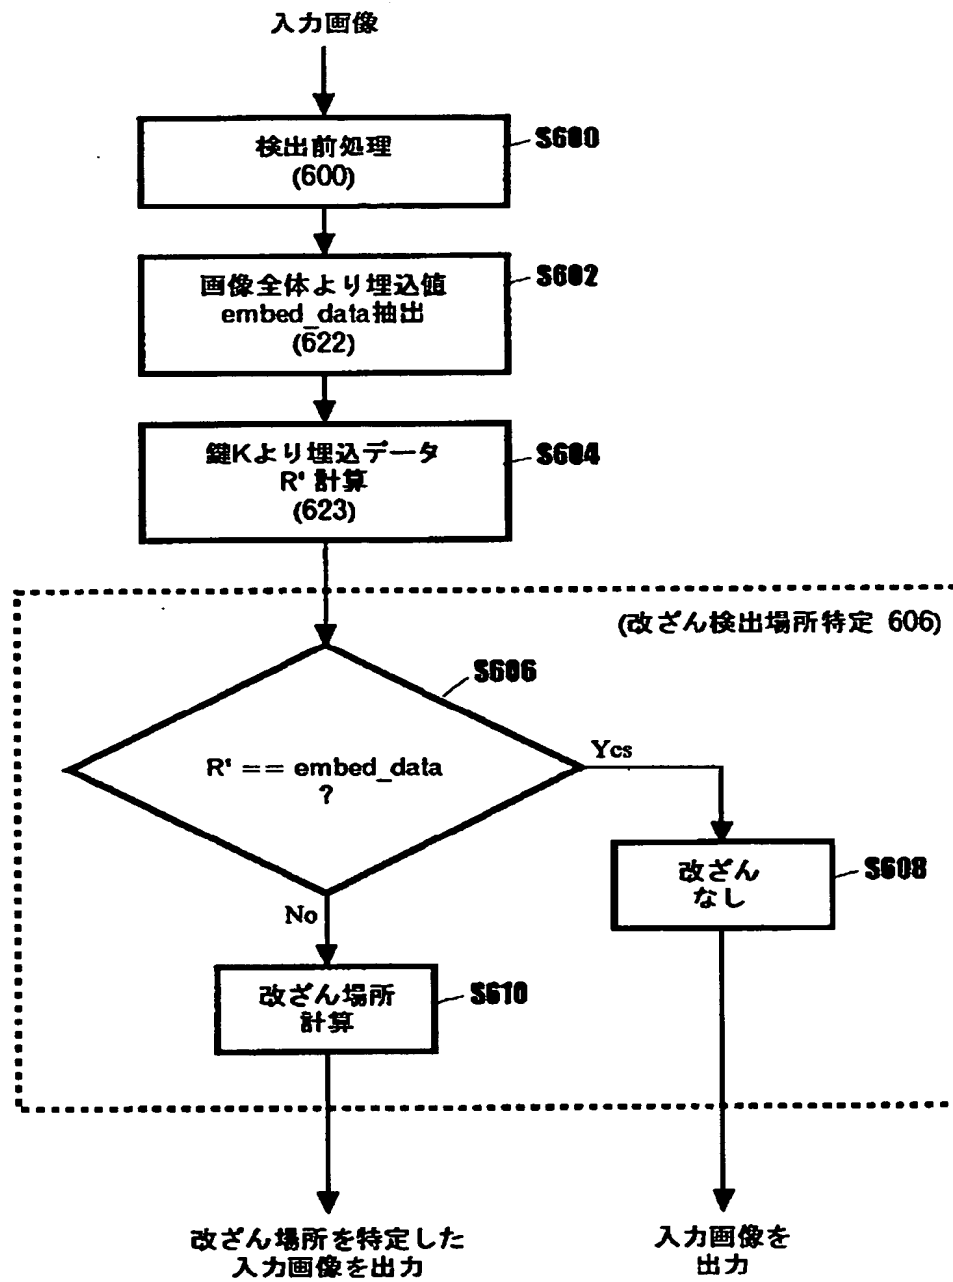 入力画像
検出前処理
(600)
S600
画像全体より埋込値
embed_data抽出
(622)
S602
鍵Kより埋込データ
R' 計算
(623)
S604
(改ざん検出場所特定 606)
S606
R' == embed_data
?
Yes
改ざん
なし
S608
No
改ざん場所
計算
S610
改ざん場所を特定した
入力画像を出力
入力画像を
出力